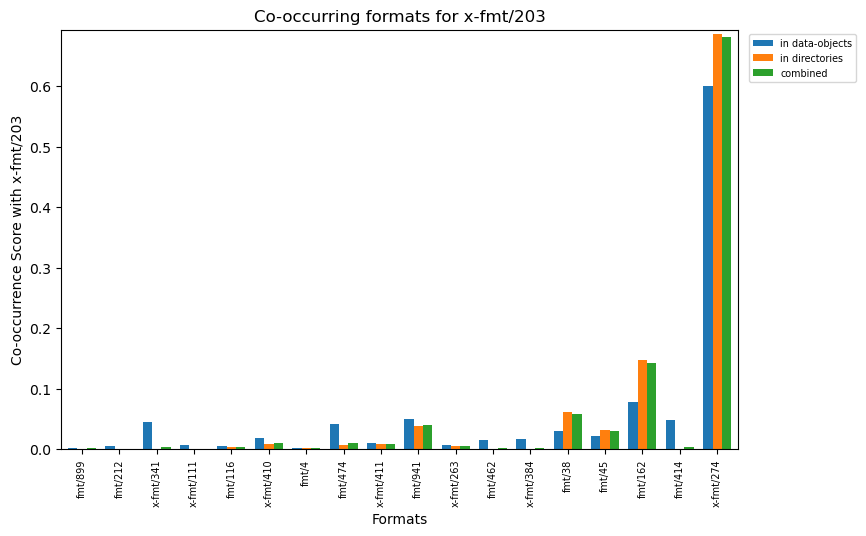 Co-occurring formats for x-fmt/203
in data-objects
in directories
combined
Co-occurrence Score with x-fmt/203
0.6
0.5
0.4
0.3
0.2
0.1
0.0
fmt/899
fmt/212
x-fmt/341
x-fmt/111
fmt/116
x-fmt/410
fmt/4
fmt/474
x-fmt/411
fmt/941
x-fmt/263
fmt/462
x-fmt/384
fmt/38
fmt/45
fmt/162
fmt/414
x-fmt/274
Formats